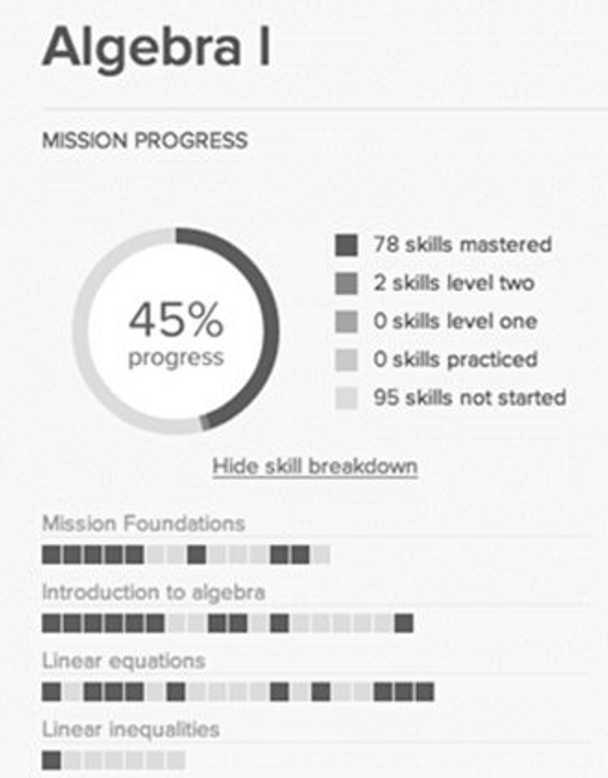 Algebra I
MISSION PROGRESS
45%
progress
78 skills mastered
2 skills level two
0 skills level one
0 skills practiced
95 skills not started
Hide skill breakdown
Mission Foundations
Introduction to algebra
Linear equations
Linear inequalities